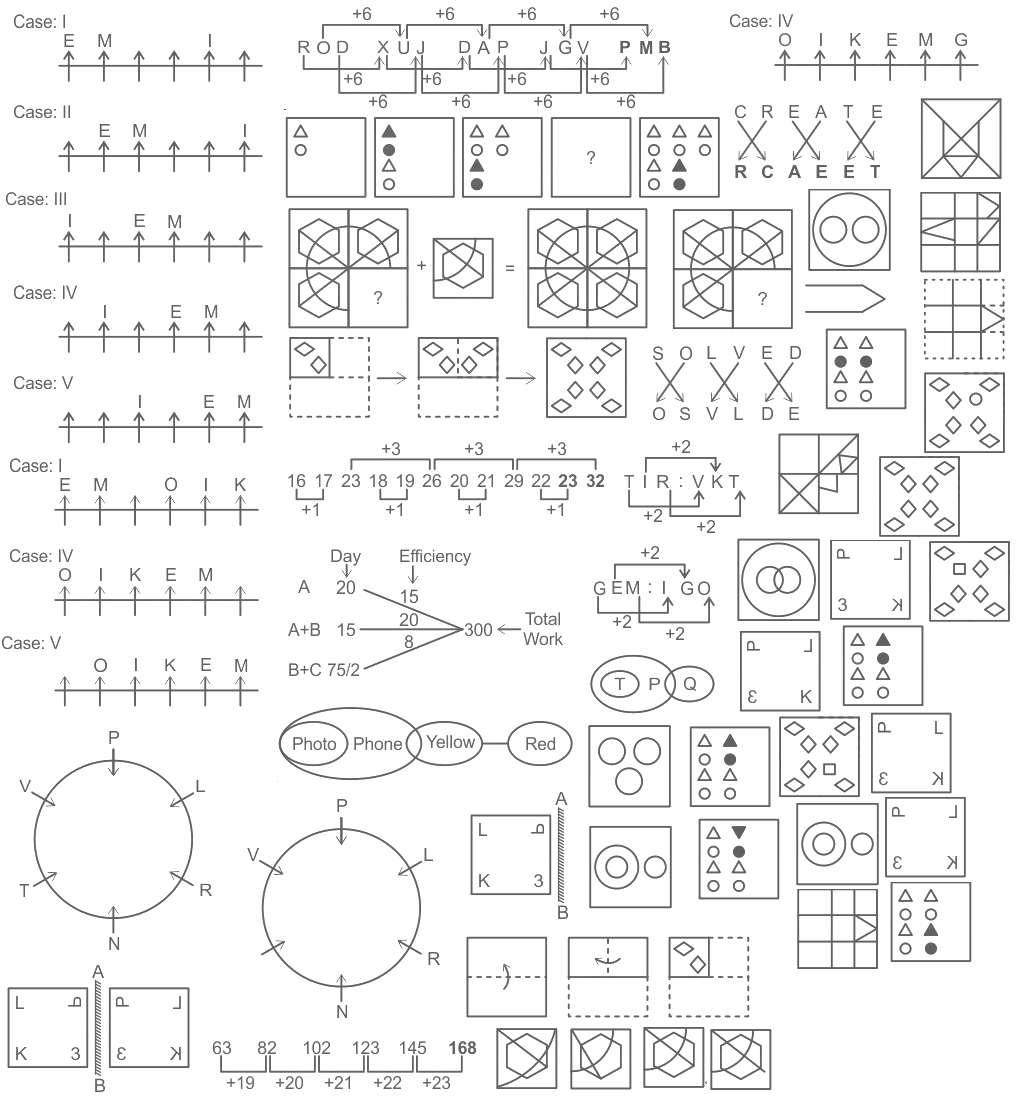 Case: I
E M I
Case: II
E M I
Case: III
I E M
Case: IV
I E M
Case: V
I E M
Case: I
E M O I K
Case: IV
O I K E M
Case: V
O I K E M
P
V L
T R
N
A
L P P L
K 3 3 K
B
+6 +6 +6 +6
R O D X U J D A P J G V P M B
+6 +6 +6 +6
+6 +6 +6 +6
Case: IV
O I K E M G
C R E A T E
R C A E E T
?
? + = ?
S O L V E D
O S V L D E
+3 +3 +3
16 17 23 18 19 26 20 21 29 22 23 32
+1 +1 +1 +1
+2
T I R : V K T
+2
+2
Day Efficiency
A 20 15
A+B 15 20 300 Total Work
B+C 75/2 8
+2
G E M : I G O
+2
+2
T P Q
Photo Phone Yellow Red
P L
3 K
P L
3 K
P L
3 K
P L
3 K
P
V L
R
N
A
L P
K 3
B
63 82 102 123 145 168
+19 +20 +21 +22 +23